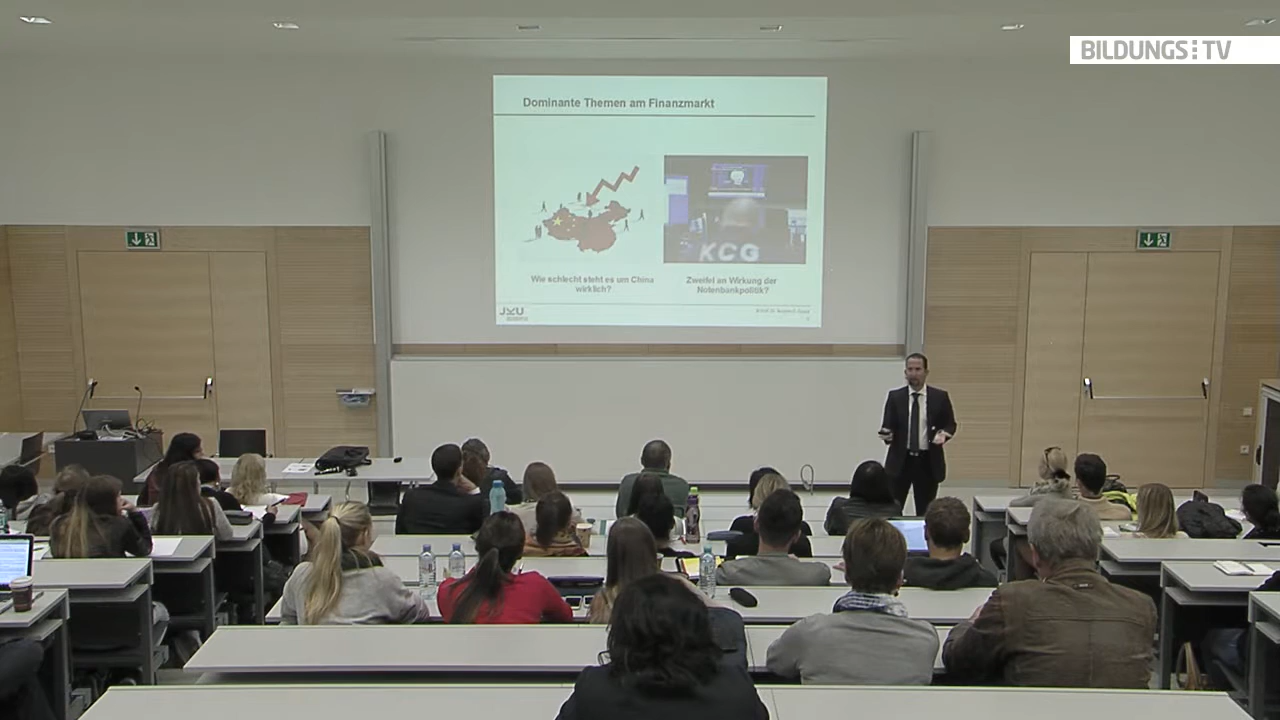 BILDUNGS TV
Dominante Themen am Finanzmarkt
KCG
Wie schlecht steht es um China
wirklich?
Zweifel an Wirkung der
Notenbankpolitik?
JKU